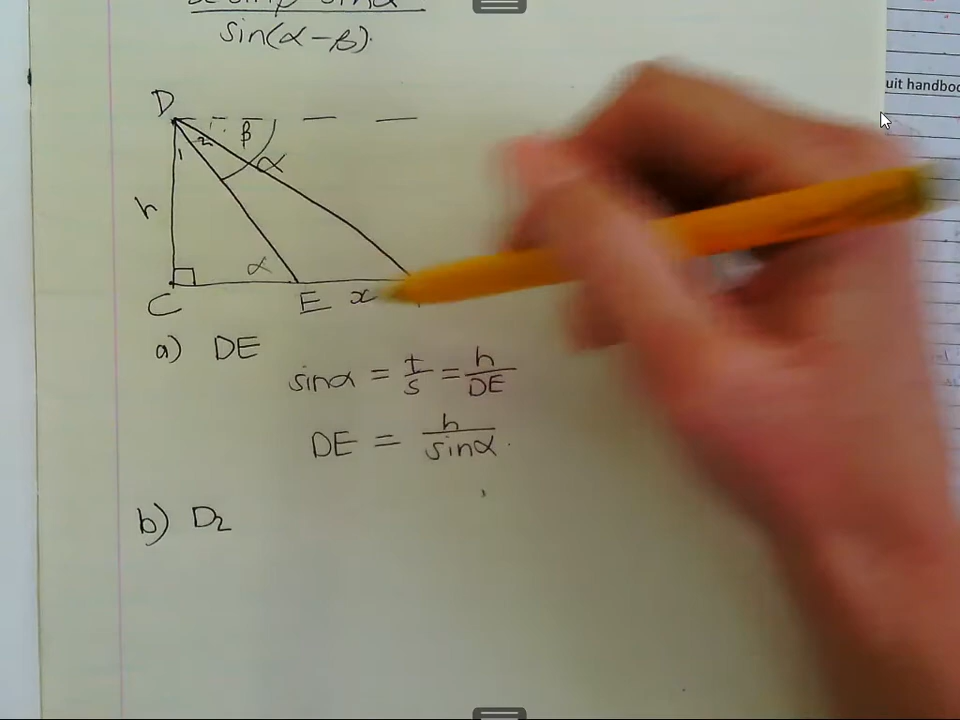 sin(α-β).
D
β
2
1
α
h
α
C E x
a) DE
sinα = t/s = h/DE
DE = h/sinα.
b) D₂
uit handboo